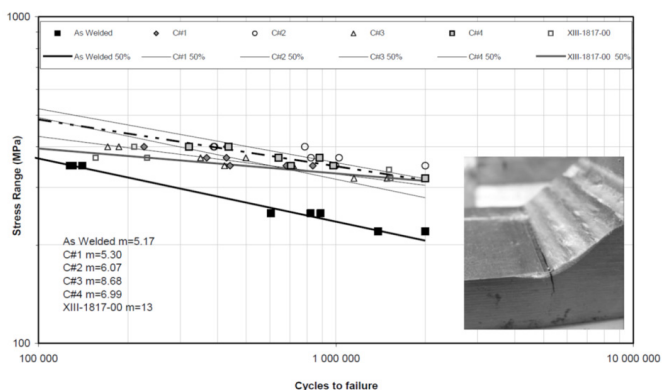 1000
As Welded C#1 C#2 C#3 C#4 XIII-1817-00
As Welded 50% C#1 50% C#2 50% C#3 50% C#4 50% XIII-1817-00 50%
Stress Range (MPa)
As Welded m=5.17
C#1 m=5.30
C#2 m=6.07
C#3 m=8.68
C#4 m=6.99
XIII-1817-00 m=13
100
100 000 1 000 000 10 000 000
Cycles to failure